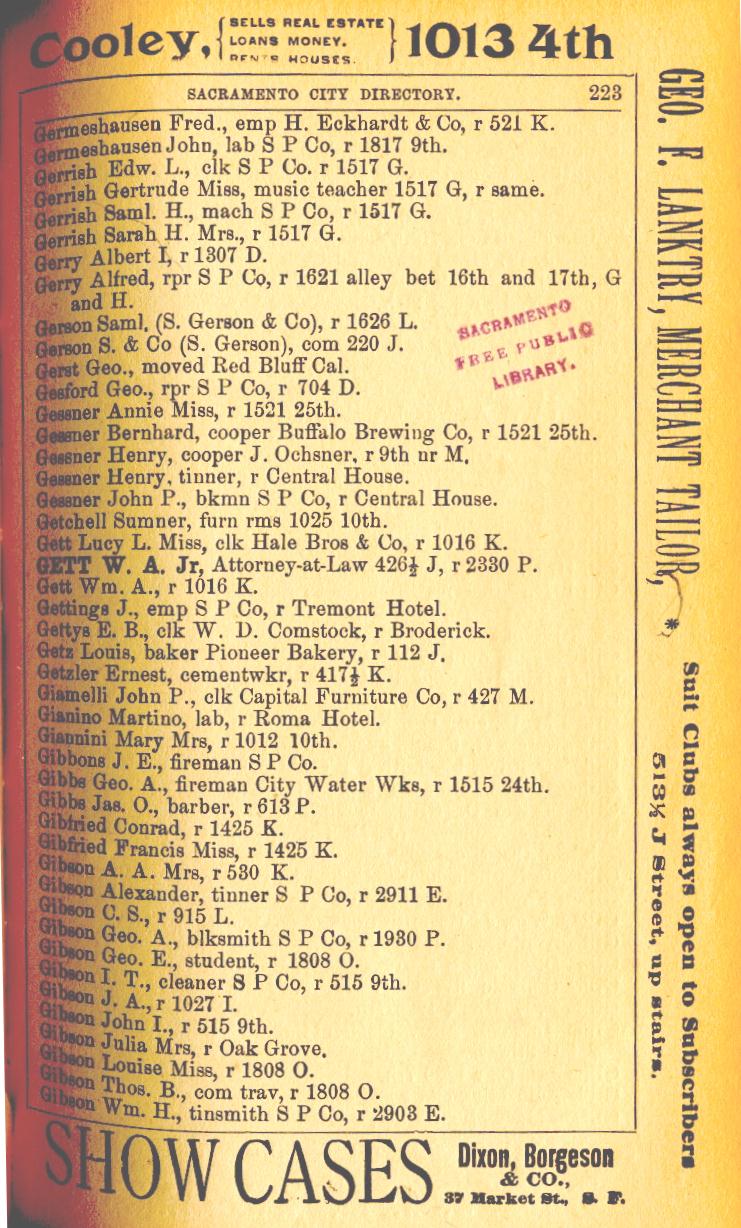 Cooley, { SELLS REAL ESTATE
LOANS MONEY.
RENTS HOUSES. } 1013 4th
SACRAMENTO CITY DIRECTORY. 223
Germeshausen Fred., emp H. Eckhardt & Co, r 521 K.
Germeshausen John, lab S P Co, r 1817 9th.
Gerrish Edw. L., clk S P Co. r 1517 G.
Gerrish Gertrude Miss, music teacher 1517 G, r same.
Gerrish Saml. H., mach S P Co, r 1517 G.
Gerrish Sarah H. Mrs., r 1517 G.
Gerry Albert I, r 1307 D.
Gerry Alfred, rpr S P Co, r 1621 alley bet 16th and 17th, G
and H.
Gerson Saml. (S. Gerson & Co), r 1626 L.
Gerson S. & Co (S. Gerson), com 220 J.
Gerst Geo., moved Red Bluff Cal.
Gesford Geo., rpr S P Co, r 704 D.
Gessner Annie Miss, r 1521 25th.
Gessner Bernhard, cooper Buffalo Brewing Co, r 1521 25th.
Gessner Henry, cooper J. Ochsner, r 9th nr M.
Gessner Henry, tinner, r Central House.
Gessner John P., bkmn S P Co, r Central House.
Getchell Sumner, furn rms 1025 10th.
Gett Lucy L. Miss, clk Hale Bros & Co, r 1016 K.
GETT W. A. Jr, Attorney-at-Law 426½ J, r 2330 P.
Gett Wm. A., r 1016 K.
Gettings J., emp S P Co, r Tremont Hotel.
Gettys E. B., clk W. D. Comstock, r Broderick.
Getz Louis, baker Pioneer Bakery, r 112 J.
Getzler Ernest, cementwkr, r 417½ K.
Giamelli John P., clk Capital Furniture Co, r 427 M.
Gianino Martino, lab, r Roma Hotel.
Giannini Mary Mrs, r 1012 10th.
Gibbons J. E., fireman S P Co.
Gibbs Geo. A., fireman City Water Wks, r 1515 24th.
Gibbs Jas. O., barber, r 613 P.
Gibfried Conrad, r 1425 K.
Gibfried Francis Miss, r 1425 K.
Gibson A. A. Mrs, r 530 K.
Gibson Alexander, tinner S P Co, r 2911 E.
Gibson C. S., r 915 L.
Gibson Geo. A., blksmith S P Co, r 1930 P.
Gibson Geo. E., student, r 1808 O.
Gibson I. T., cleaner S P Co, r 515 9th.
Gibson J. A., r 1027 I.
Gibson John I., r 515 9th.
Gibson Julia Mrs, r Oak Grove.
Gibson Louise Miss, r 1808 O.
Gibson Thos. B., com trav, r 1808 O.
Gibson Wm. H., tinsmith S P Co, r 2903 E.
SACRAMENTO
FREE PUBLIC
LIBRARY.
GEO. F. LANKTRY, MERCHANT TAILOR, *
Suit Clubs always open to Subscribers
513½ J Street, up stairs.
SHOW CASES Dixon, Borgeson
& CO.,
37 Market St., S. F.